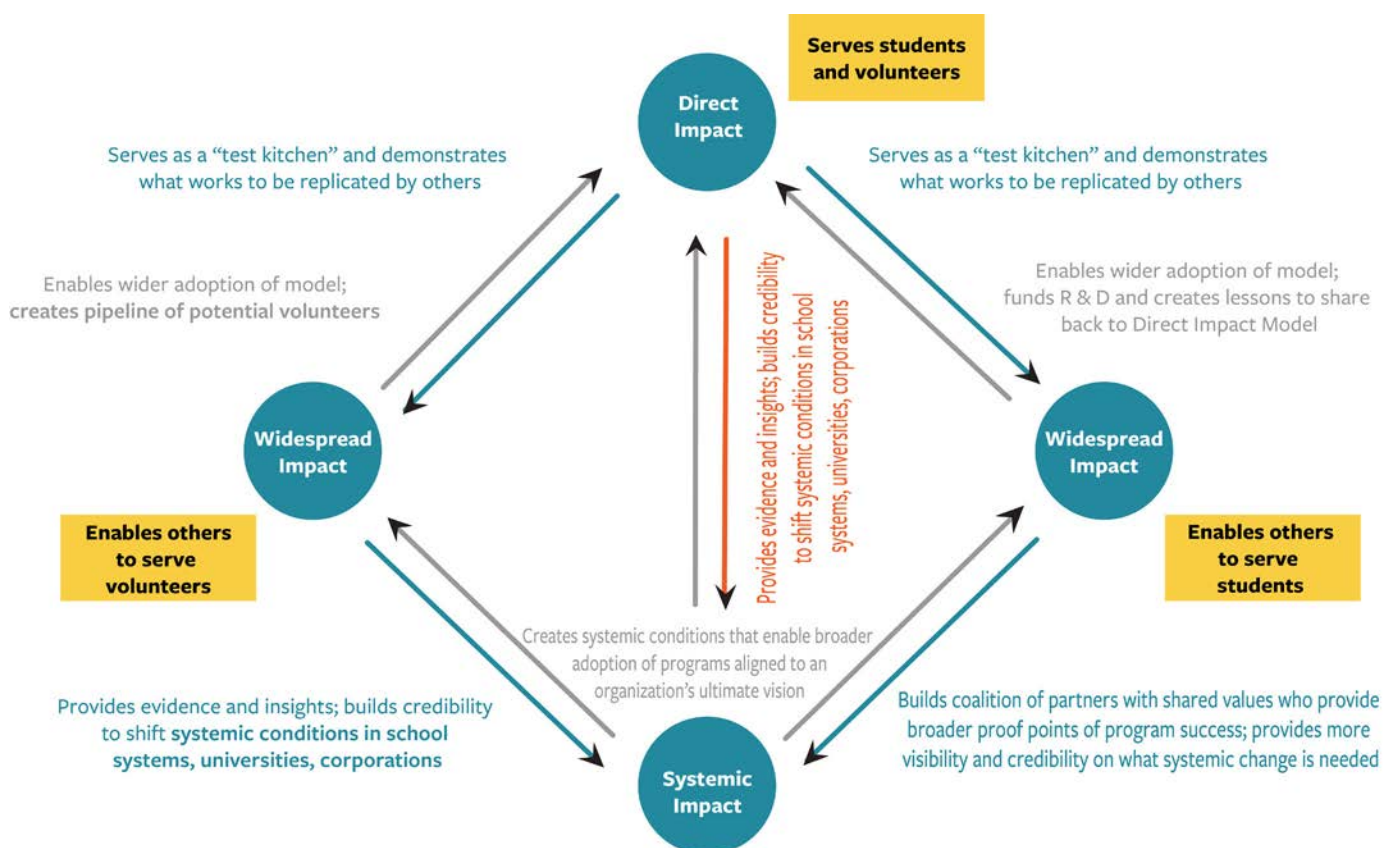 Serves students
and volunteers
Direct
Impact
Serves as a “test kitchen” and demonstrates
what works to be replicated by others
Serves as a “test kitchen” and demonstrates
what works to be replicated by others
Enables wider adoption of model;
creates pipeline of potential volunteers
Provides evidence and insights; builds credibility
to shift systemic conditions in school
systems, universities, corporations
Enables wider adoption of model;
funds R & D and creates lessons to share
back to Direct Impact Model
Widespread
Impact
Widespread
Impact
Enables others
to serve
volunteers
Enables others
to serve
students
Creates systemic conditions that enable broader
adoption of programs aligned to an
organization’s ultimate vision
Provides evidence and insights; builds credibility
to shift systemic conditions in school
systems, universities, corporations
Builds coalition of partners with shared values who provide
broader proof points of program success; provides more
visibility and credibility on what systemic change is needed
Systemic
Impact